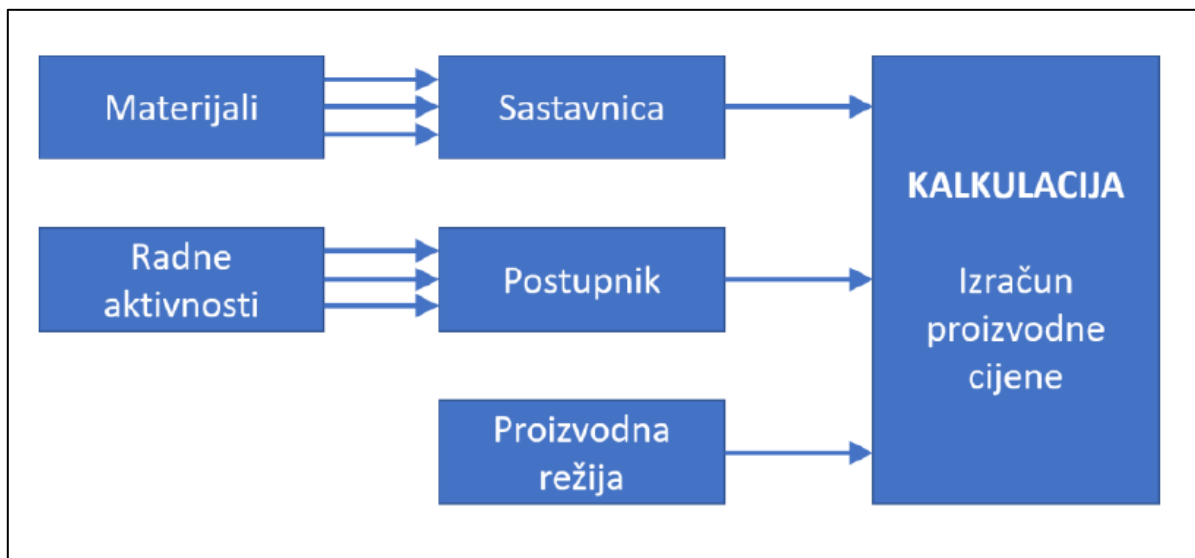 Materijali
Sastavnica
KALKULACIJA
Izračun
proizvodne
cijene
Radne
aktivnosti
Postupnik
Proizvodna
režija